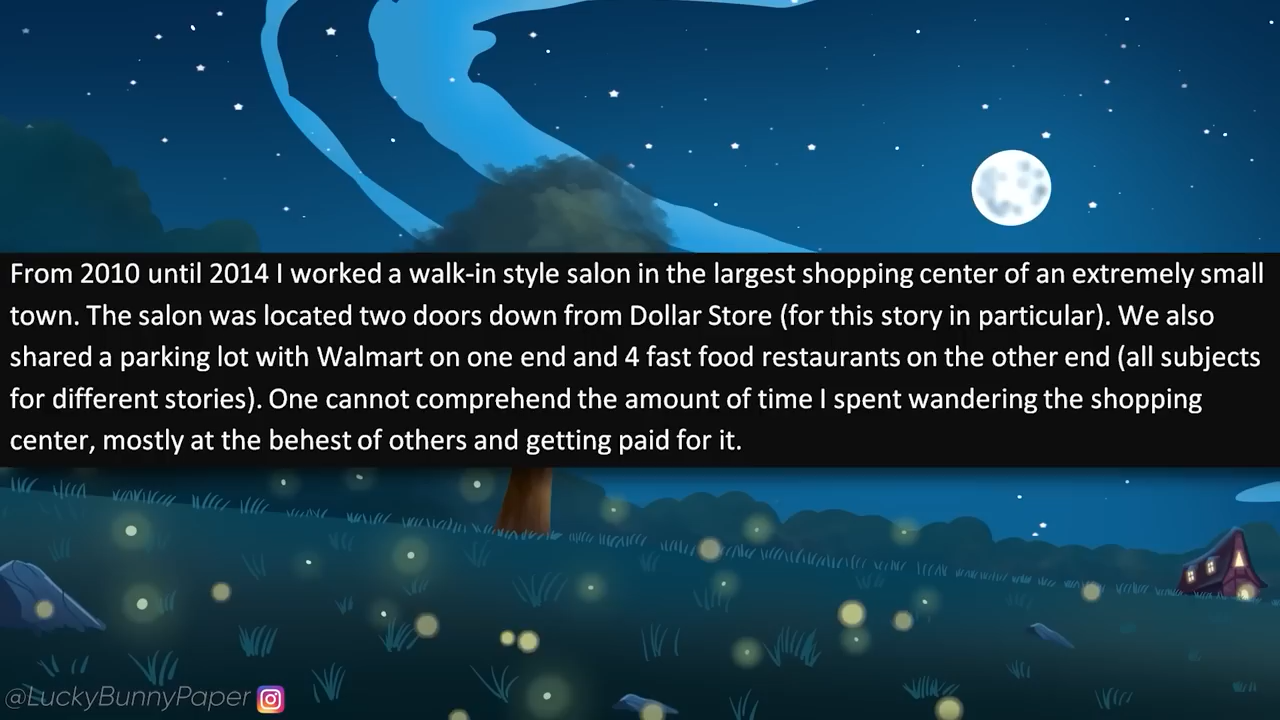 From 2010 until 2014 I worked a walk-in style salon in the largest shopping center of an extremely small
town. The salon was located two doors down from Dollar Store (for this story in particular). We also
shared a parking lot with Walmart on one end and 4 fast food restaurants on the other end (all subjects
for different stories). One cannot comprehend the amount of time I spent wandering the shopping
center, mostly at the behest of others and getting paid for it.
@LuckyBunnyPaper